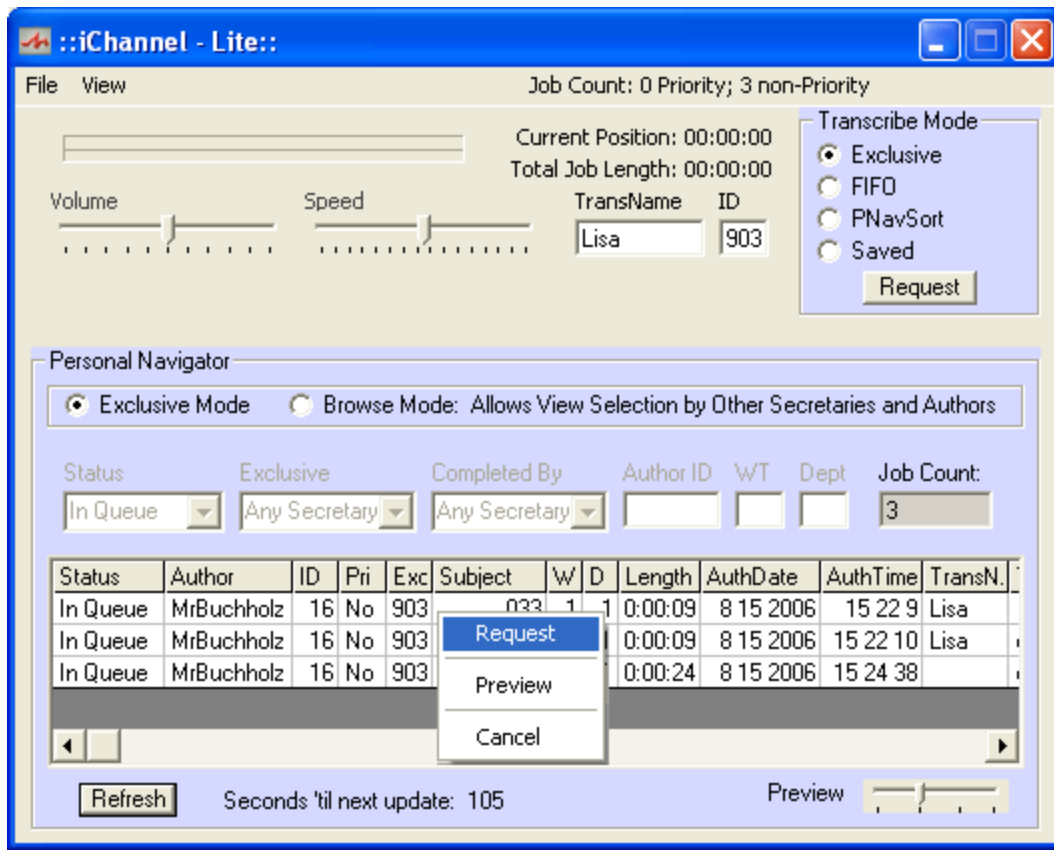 ::iChannel - Lite::
File View Job Count: 0 Priority; 3 non-Priority
Current Position: 00:00:00
Total Job Length: 00:00:00
Volume Speed TransName ID
Lisa 903
Transcribe Mode
Exclusive
FIFO
PNavSort
Saved
Request
Personal Navigator
Exclusive Mode Browse Mode: Allows View Selection by Other Secretaries and Authors
Status Exclusive Completed By Author ID WT Dept Job Count:
In Queue Any Secretary Any Secretary 3
Status Author ID Pri Exc Subject W D Length AuthDate AuthTime TransN.
In Queue MrBuchholz 16 No 903 033 1 1 0:00:09 8 15 2006 15 22 9 Lisa
In Queue MrBuchholz 16 No 903 0:00:09 8 15 2006 15 22 10 Lisa
In Queue MrBuchholz 16 No 903 0:00:24 8 15 2006 15 24 38
Request
Preview
Cancel
Refresh Seconds 'til next update: 105 Preview